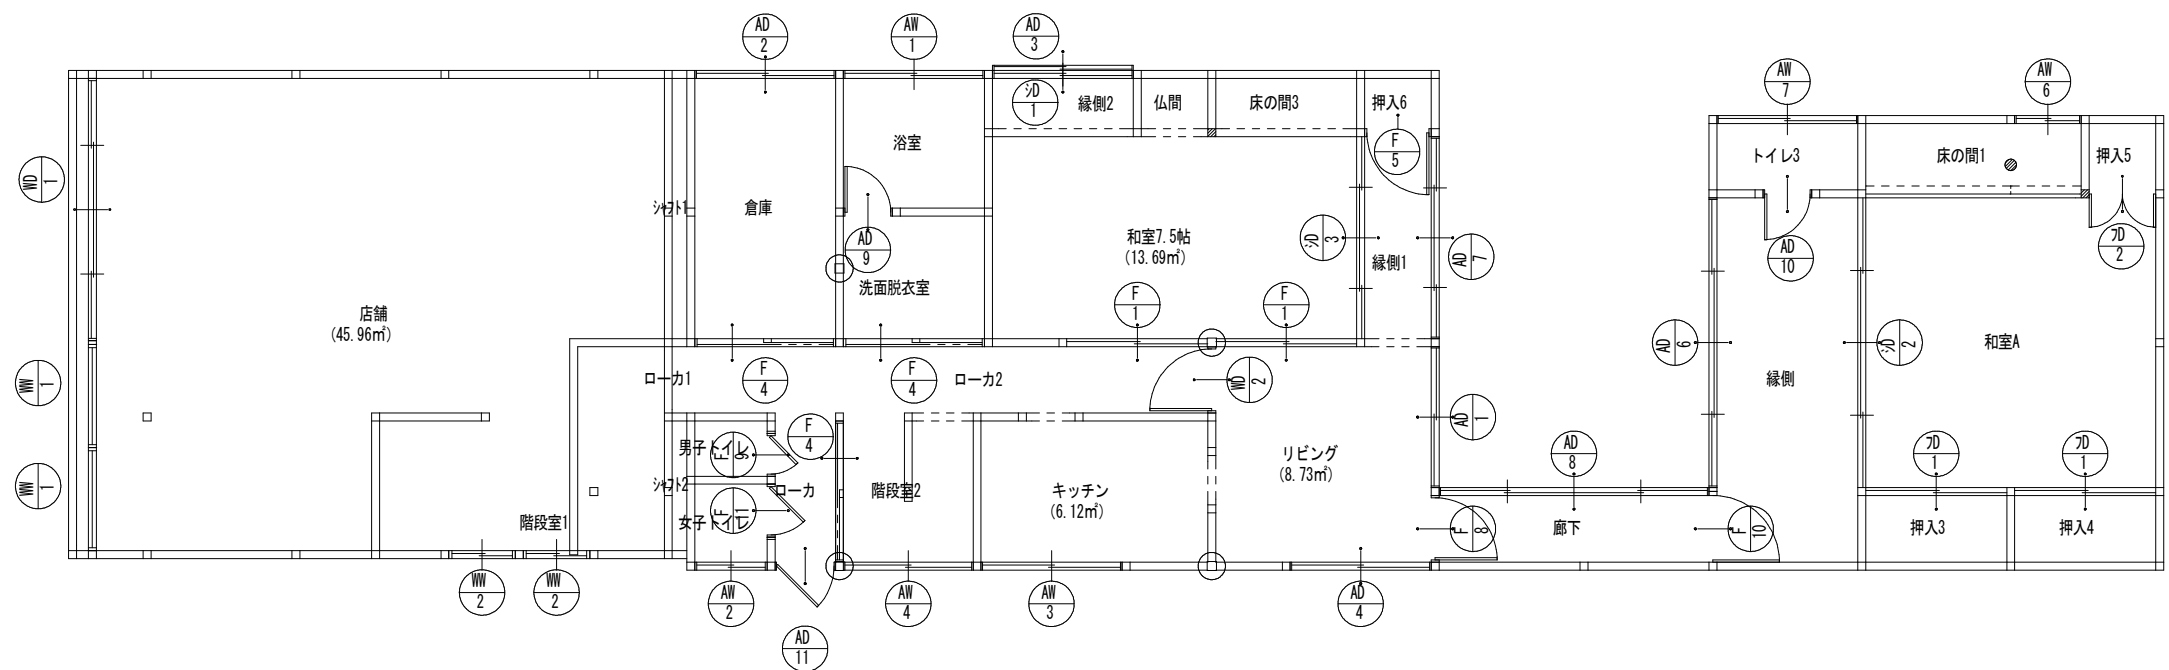 AD
2
AW
1
AD
3
AW
7
AW
6
ｼﾝD
1
縁側2
仏間
床の間3
押入6
浴室
F
5
トイレ3
床の間1
押入5
WD
1
ｼｬﾌﾄ1
倉庫
AD
9
和室7.5帖
(13.69㎡)
ｼﾝD
3
縁側1
AD
7
AD
10
ﾌD
2
洗面脱衣室
店舗
(45.96㎡)
F
1
F
1
AD
6
ｼﾝD
2
和室A
WW
1
ローカ1
F
4
F
4
ローカ2
WD
2
縁側
AD
1
男子トイレ
F
9
F
4
リビング
(8.73㎡)
AD
8
ﾌD
1
ﾌD
1
WW
1
ｼｬﾌﾄ2
ローカ
階段室2
キッチン
(6.12㎡)
階段室1
女子トイレ
F
11
F
8
廊下
F
10
押入3
押入4
WW
2
WW
2
AW
2
AW
4
AW
3
AD
4
AD
11